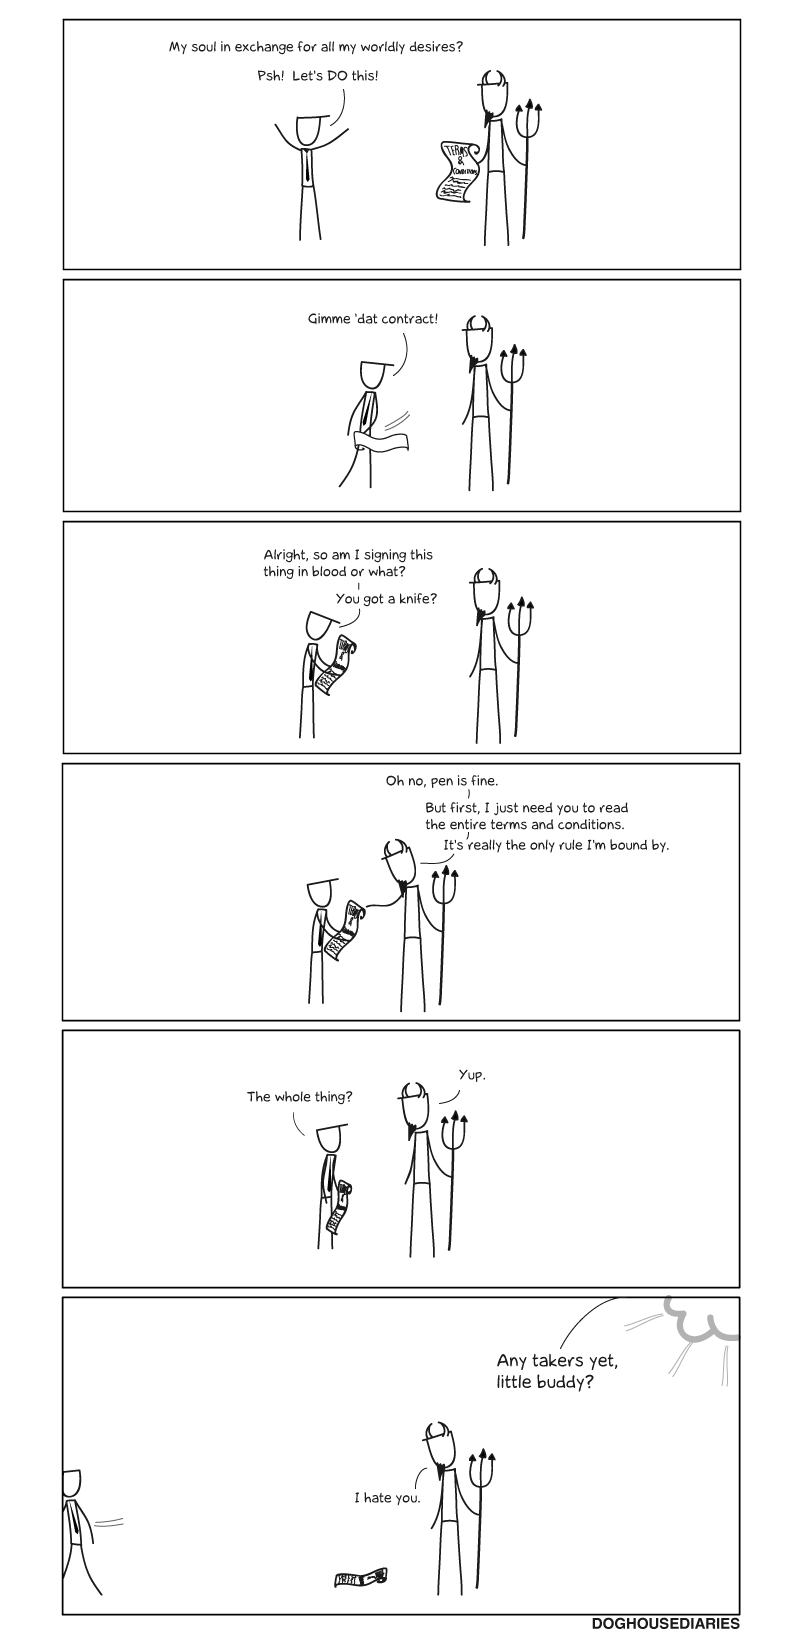 My soul in exchange for all my worldly desires?
Psh! Let's DO this!
TERMS
&
CONDITIONS
Gimme 'dat contract!
Alright, so am I signing this
thing in blood or what?
You got a knife?
Oh no, pen is fine.
But first, I just need you to read
the entire terms and conditions.
It's really the only rule I'm bound by.
The whole thing?
Yup.
Any takers yet,
little buddy?
I hate you.
DOGHOUSEDIARIES